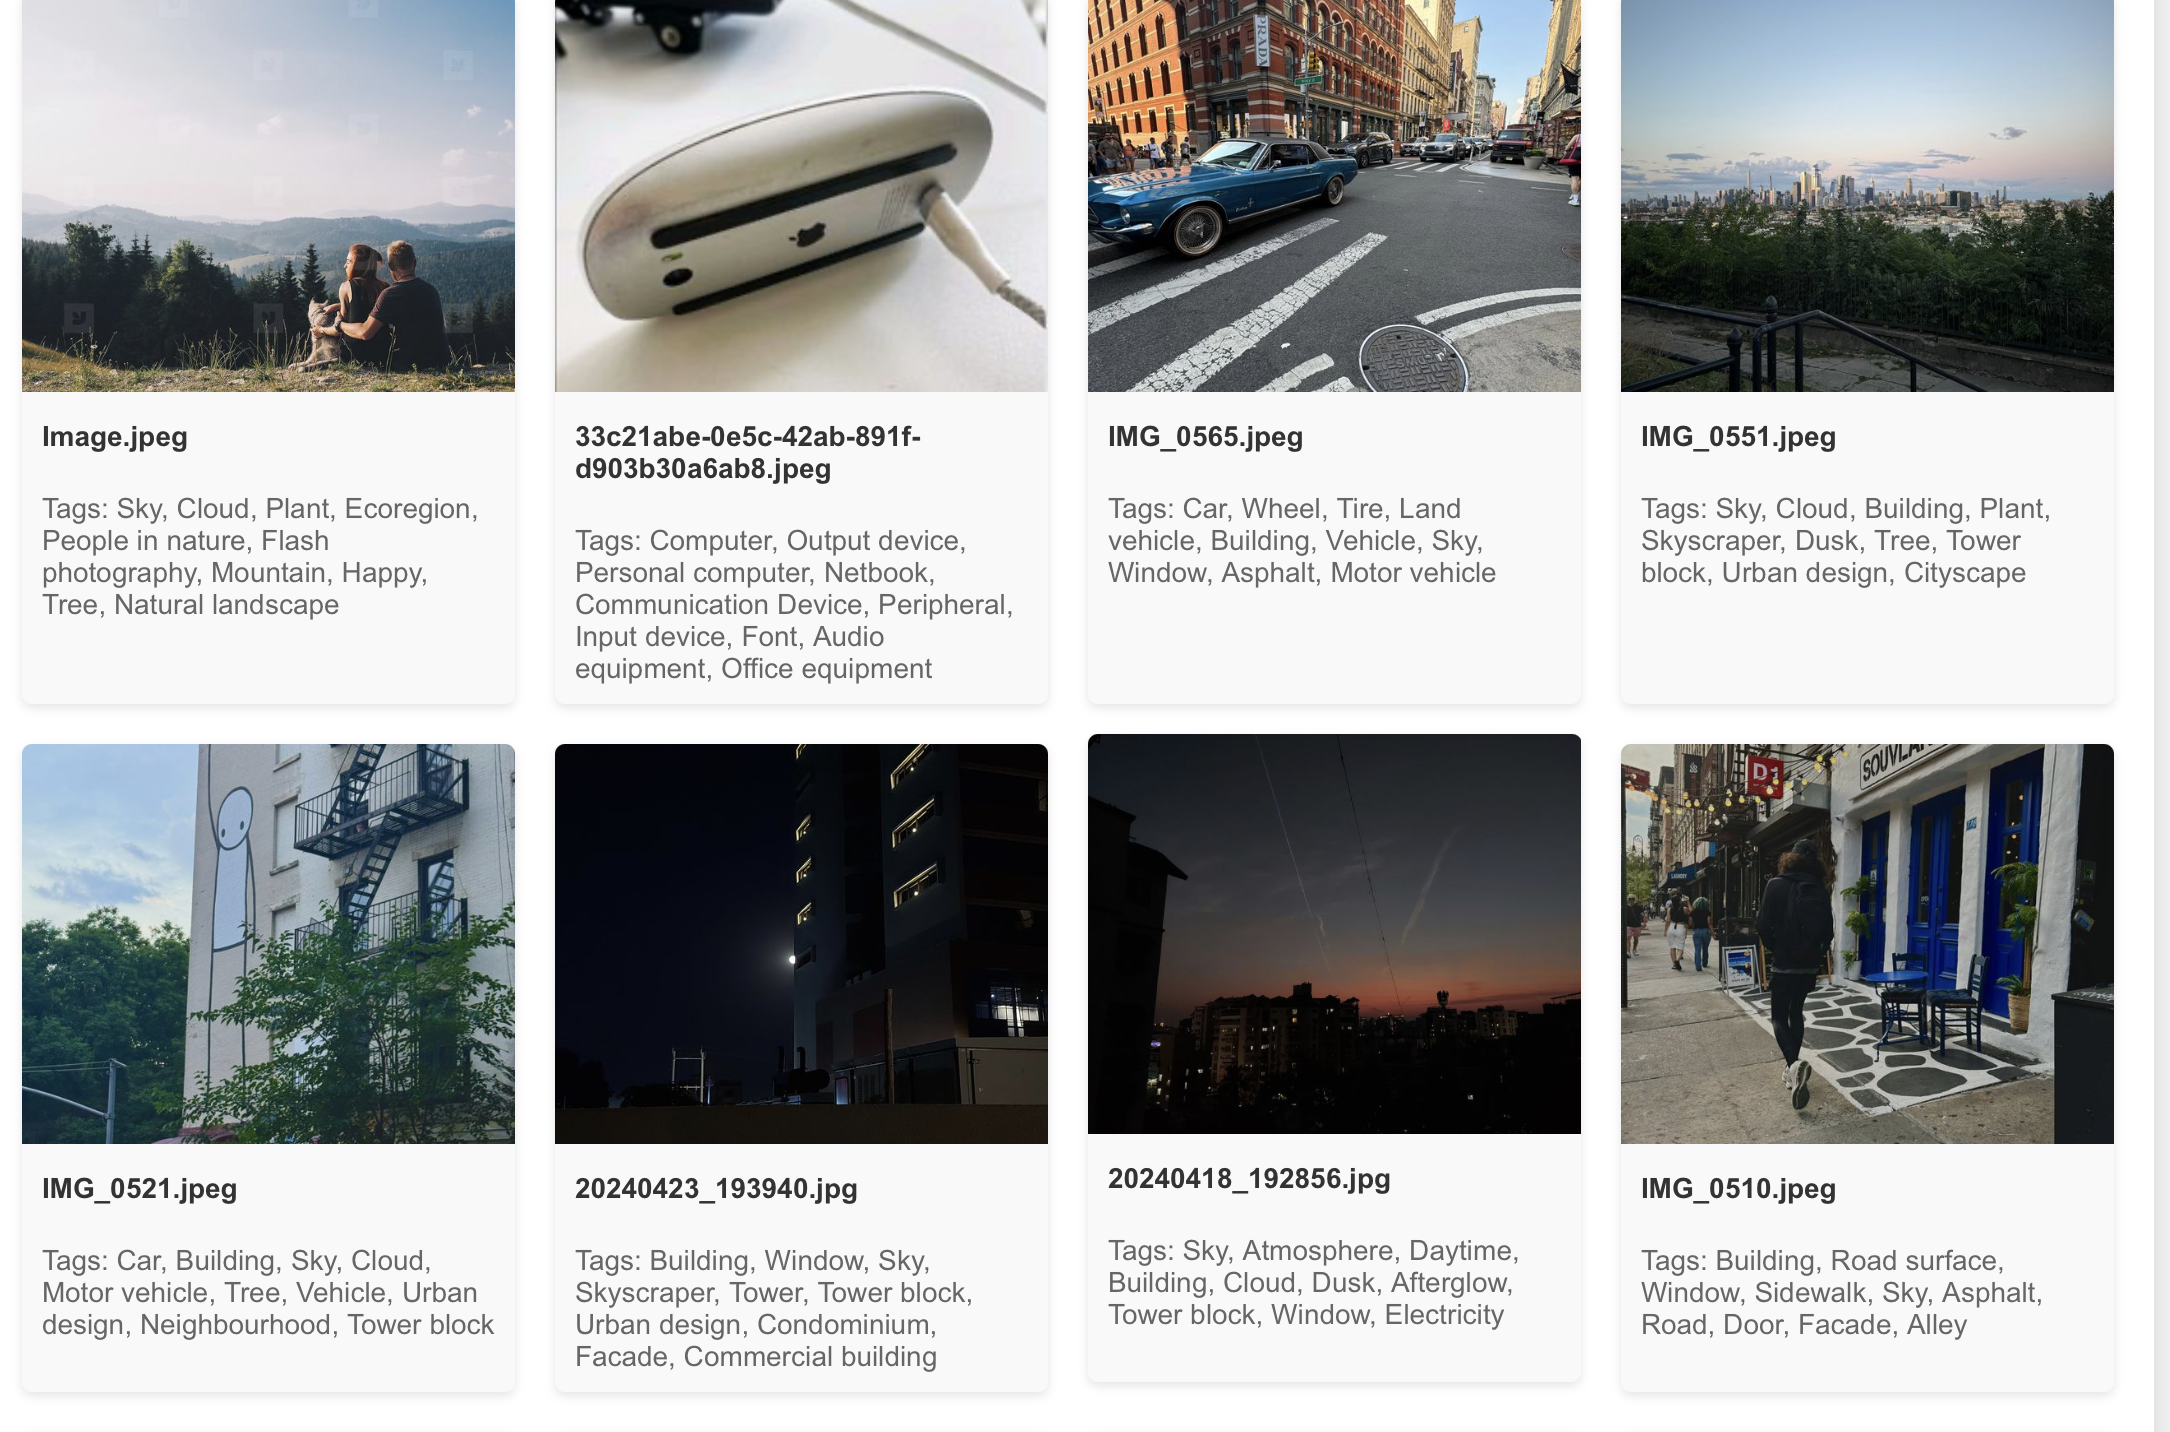 PRADA
Image.jpeg
Tags: Sky, Cloud, Plant, Ecoregion,
People in nature, Flash
photography, Mountain, Happy,
Tree, Natural landscape
33c21abe-0e5c-42ab-891f-
d903b30a6ab8.jpeg
Tags: Computer, Output device,
Personal computer, Netbook,
Communication Device, Peripheral,
Input device, Font, Audio
equipment, Office equipment
IMG_0565.jpeg
Tags: Car, Wheel, Tire, Land
vehicle, Building, Vehicle, Sky,
Window, Asphalt, Motor vehicle
IMG_0551.jpeg
Tags: Sky, Cloud, Building, Plant,
Skyscraper, Dusk, Tree, Tower
block, Urban design, Cityscape
SOUVLA
D1
LAUNDRY
IMG_0521.jpeg
Tags: Car, Building, Sky, Cloud,
Motor vehicle, Tree, Vehicle, Urban
design, Neighbourhood, Tower block
20240423_193940.jpg
Tags: Building, Window, Sky,
Skyscraper, Tower, Tower block,
Urban design, Condominium,
Facade, Commercial building
20240418_192856.jpg
Tags: Sky, Atmosphere, Daytime,
Building, Cloud, Dusk, Afterglow,
Tower block, Window, Electricity
IMG_0510.jpeg
Tags: Building, Road surface,
Window, Sidewalk, Sky, Asphalt,
Road, Door, Facade, Alley